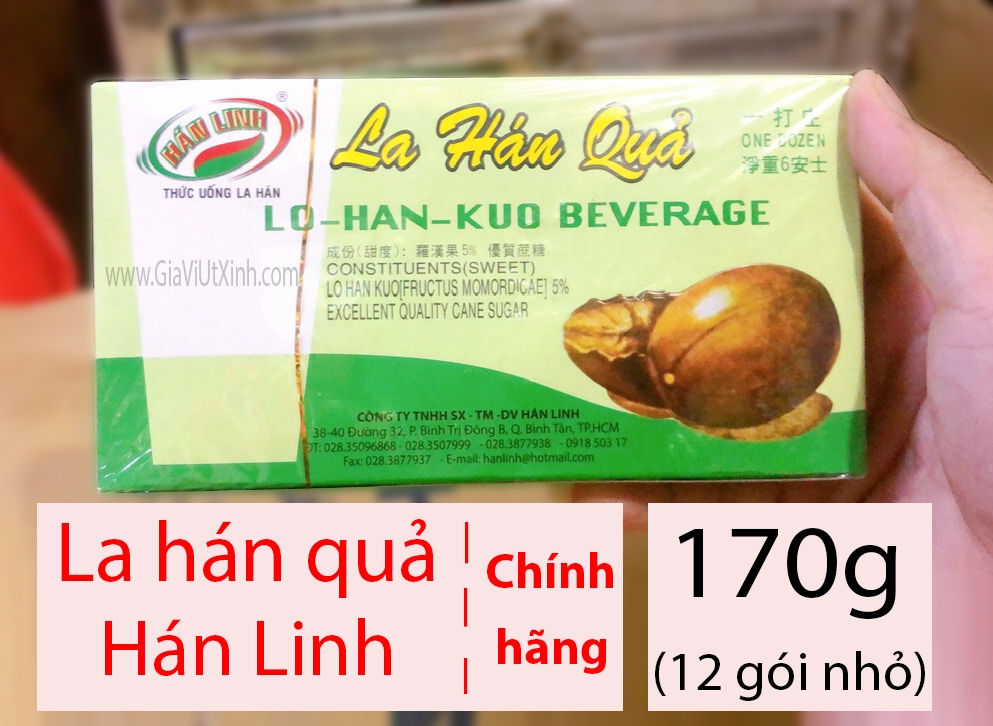 HÁN LINH
®
THỨC UỐNG LA HÁN
La Hán Quả
一打庄
ONE DOZEN
淨重6安士
LO-HAN-KUO BEVERAGE
成份(甜度): 羅漢果5% 優質蔗糖
CONSTITUENTS(SWEET)
LO HAN KUO[FRUCTUS MOMORDICAE] 5%
EXCELLENT QUALITY CANE SUGAR
www.GiaViUtXinh.com
CÔNG TY TNHH SX - TM -DV HÁN LINH
38-40 Đường 32, P. Bình Trị Đông B, Q. Bình Tân, TP.HCM
ĐT: 028.35096868 - 028.3507999 - 028.3877938 - 0918 503 17
Fax: 028.3877937 - E-mail: hanlinh@hotmail.com
La hán quả
Hán Linh
Chính
hãng
170g
(12 gói nhỏ)